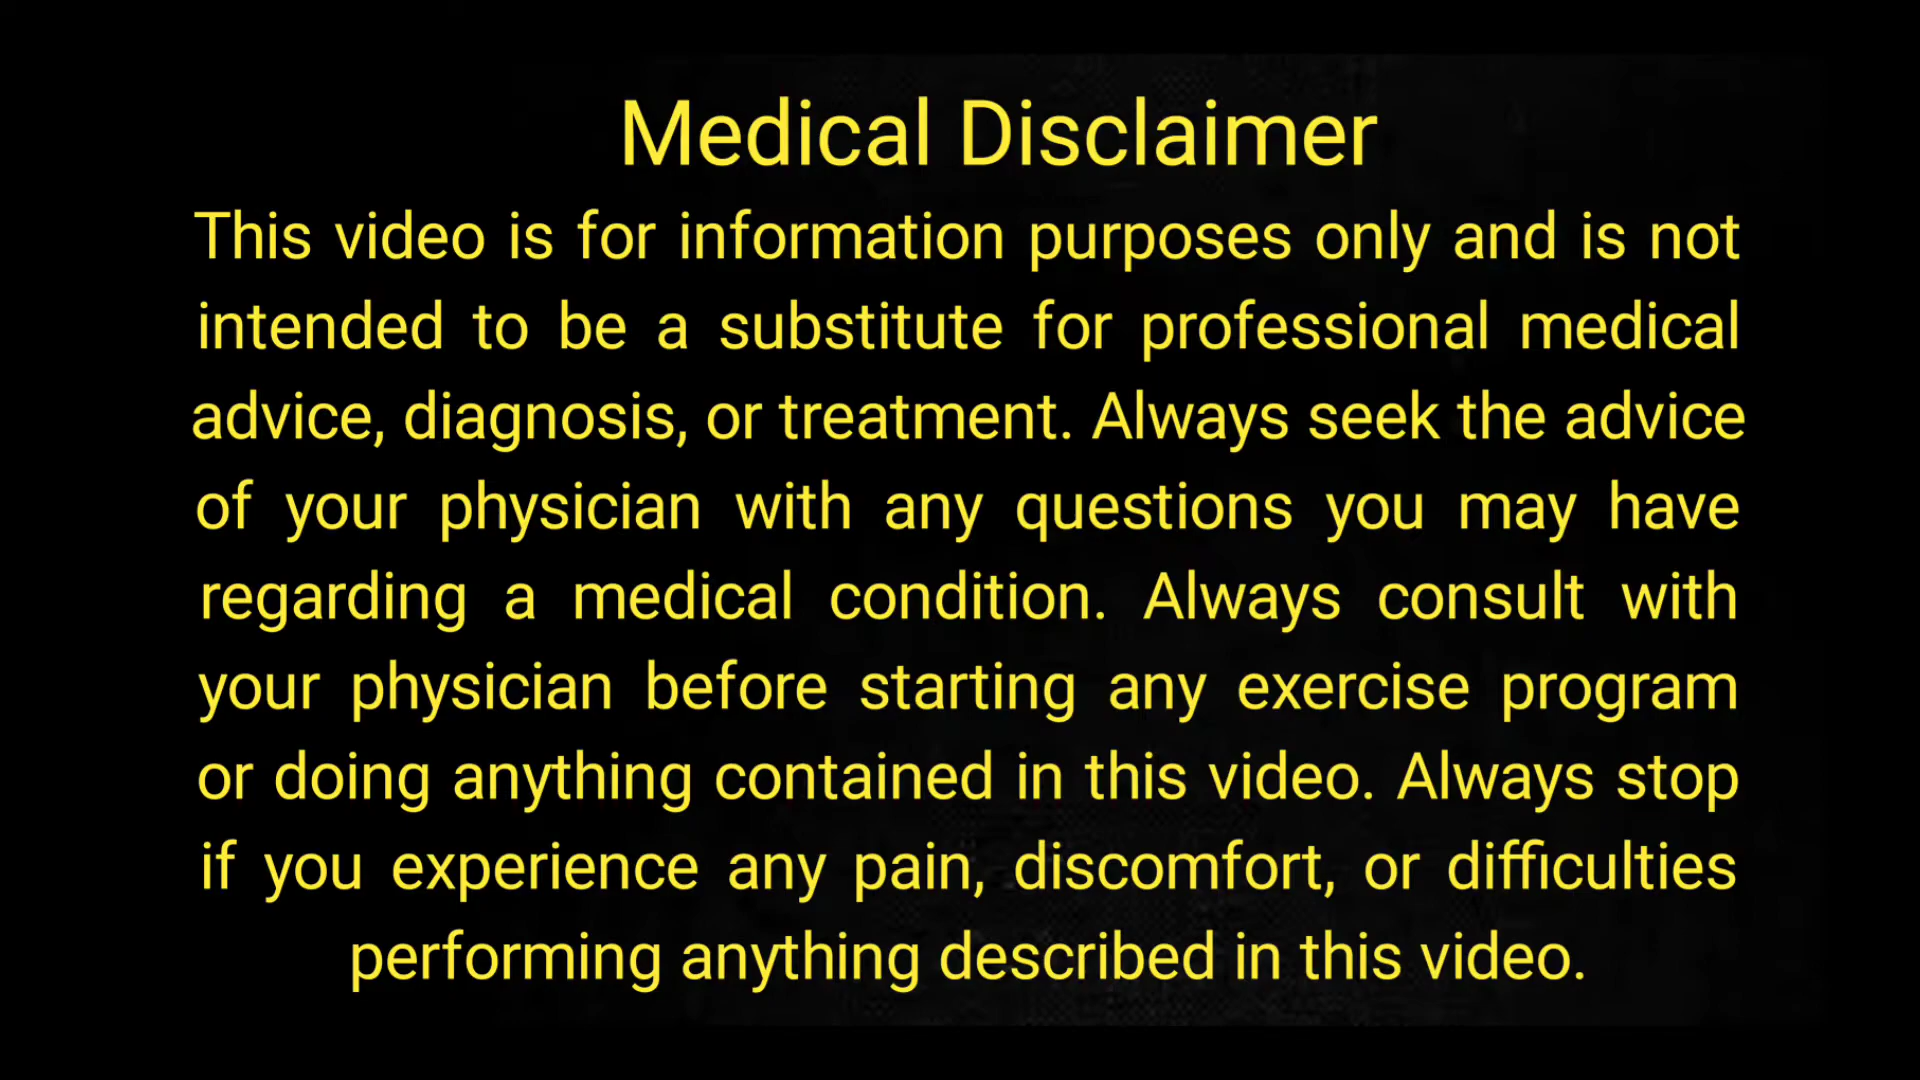 Medical Disclaimer
This video is for information purposes only and is not
intended to be a substitute for professional medical
advice, diagnosis, or treatment. Always seek the advice
of your physician with any questions you may have
regarding a medical condition. Always consult with
your physician before starting any exercise program
or doing anything contained in this video. Always stop
if you experience any pain, discomfort, or difficulties
performing anything described in this video.